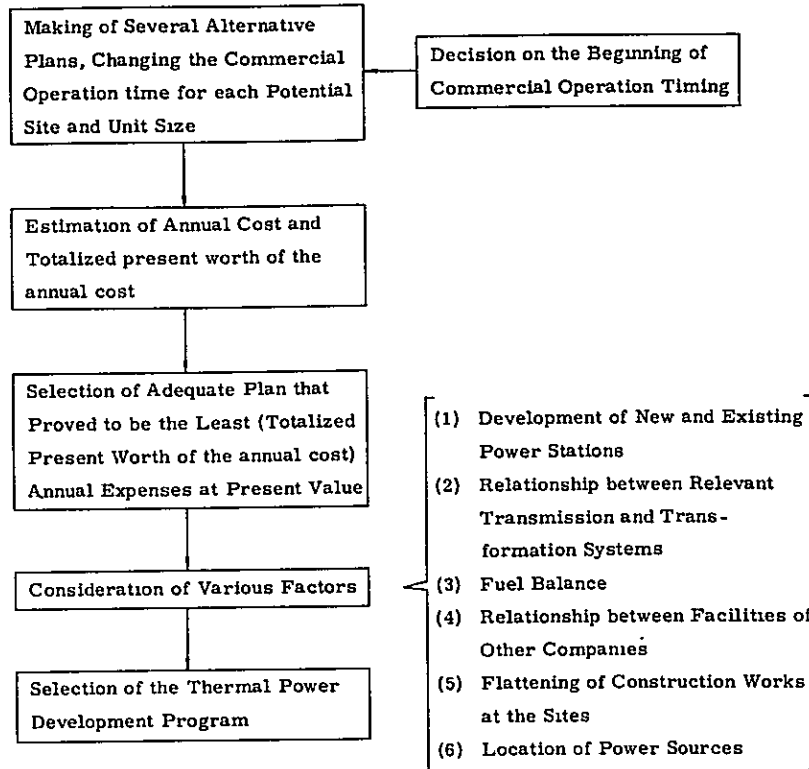 Making of Several Alternative
Plans, Changing the Commercial
Operation time for each Potential
Site and Unit Size
Decision on the Beginning of
Commercial Operation Timing
Estimation of Annual Cost and
Totalized present worth of the
annual cost
Selection of Adequate Plan that
Proved to be the Least (Totalized
Present Worth of the annual cost)
Annual Expenses at Present Value
Consideration of Various Factors
Selection of the Thermal Power
Development Program
(1) Development of New and Existing
Power Stations
(2) Relationship between Relevant
Transmission and Trans-
formation Systems
(3) Fuel Balance
(4) Relationship between Facilities of
Other Companies
(5) Flattening of Construction Works
at the Sites
(6) Location of Power Sources